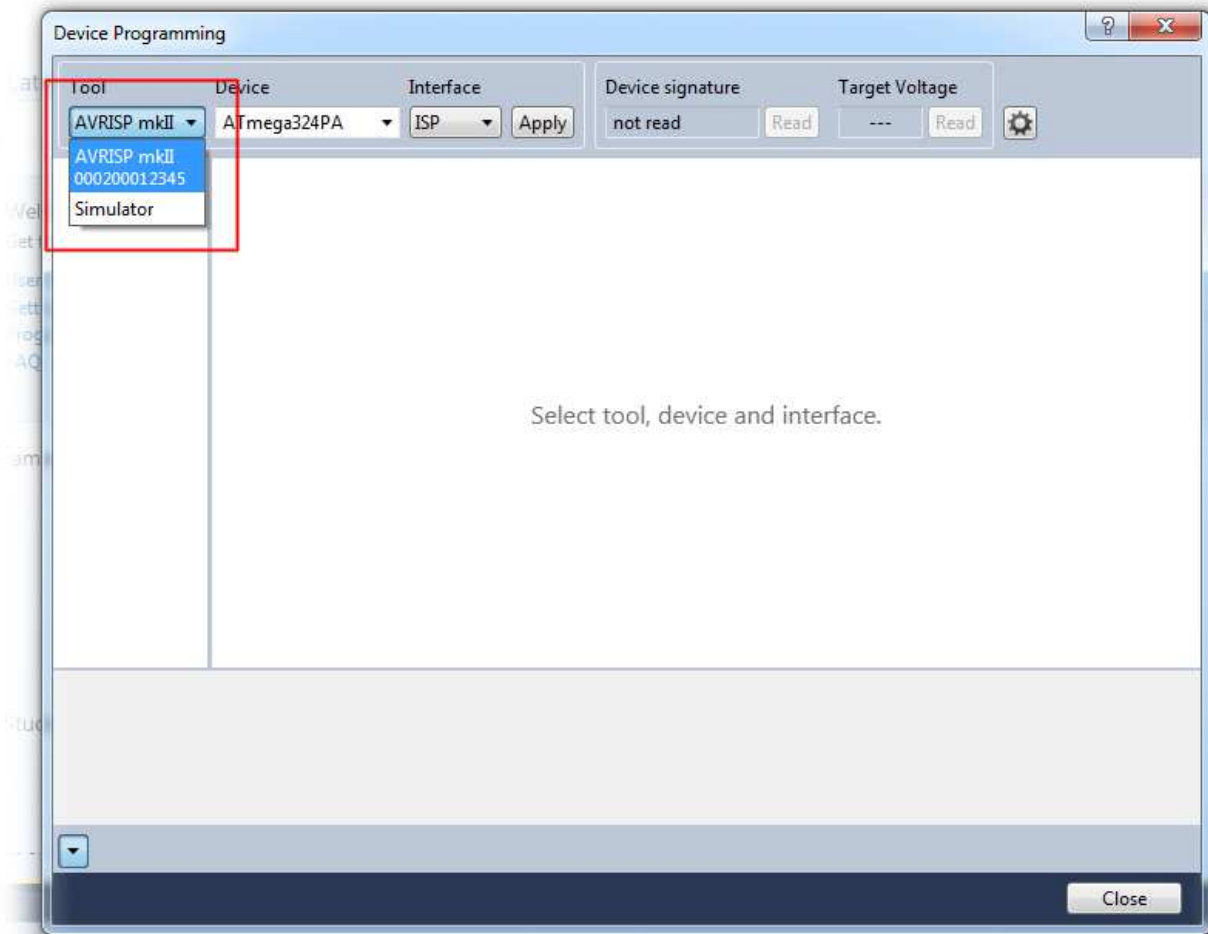 Device Programming
Tool Device Interface Device signature Target Voltage
AVRISP mkII ATmega324PA ISP Apply not read Read --- Read
AVRISP mkII
000200012345
Simulator
Select tool, device and interface.
Close